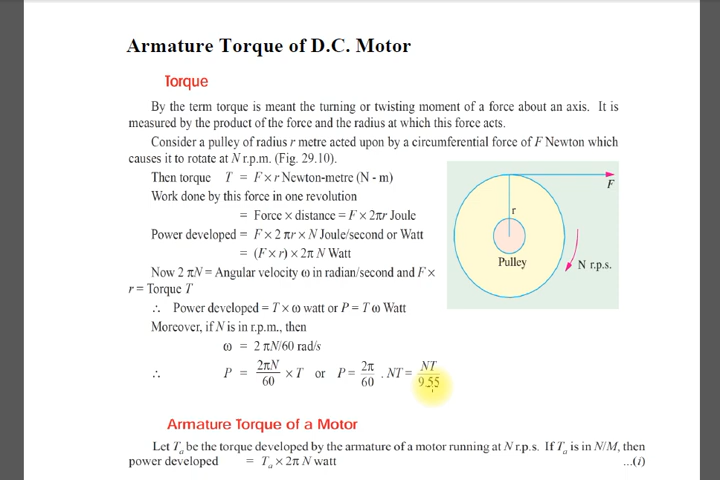 Armature Torque of D.C. Motor
Torque
By the term torque is meant the turning or twisting moment of a force about an axis. It is
measured by the product of the force and the radius at which this force acts.
Consider a pulley of radius r metre acted upon by a circumferential force of F Newton which
causes it to rotate at N r.p.m. (Fig. 29.10).
Then torque T = F × r Newton-metre (N - m)
Work done by this force in one revolution
= Force × distance = F × 2πr Joule
Power developed = F × 2 πr × N Joule/second or Watt
= (F × r) × 2π N Watt
Now 2 πN = Angular velocity ω in radian/second and F ×
r = Torque T
∴ Power developed = T × ω watt or P = T ω Watt
Moreover, if N is in r.p.m., then
ω = 2 πN/60 rad/s
∴ P = 2πN/60 × T or P = 2π/60 . NT = NT/9.55
F
r
Pulley
N r.p.s.
Armature Torque of a Motor
Let Tₐ be the torque developed by the armature of a motor running at N r.p.s. If Tₐ is in N/M, then
power developed = Tₐ × 2π N watt ...(i)